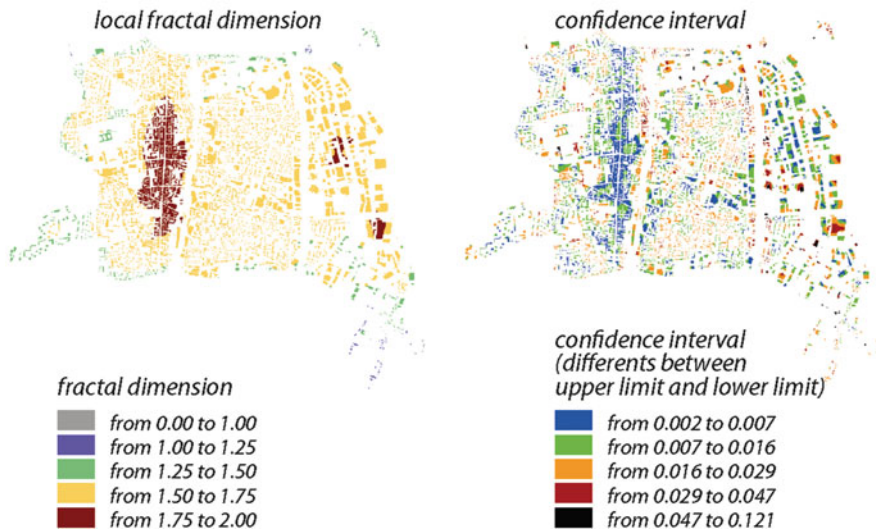 local fractal dimension
confidence interval
fractal dimension
from 0.00 to 1.00
from 1.00 to 1.25
from 1.25 to 1.50
from 1.50 to 1.75
from 1.75 to 2.00
confidence interval
(differents between
upper limit and lower limit)
from 0.002 to 0.007
from 0.007 to 0.016
from 0.016 to 0.029
from 0.029 to 0.047
from 0.047 to 0.121